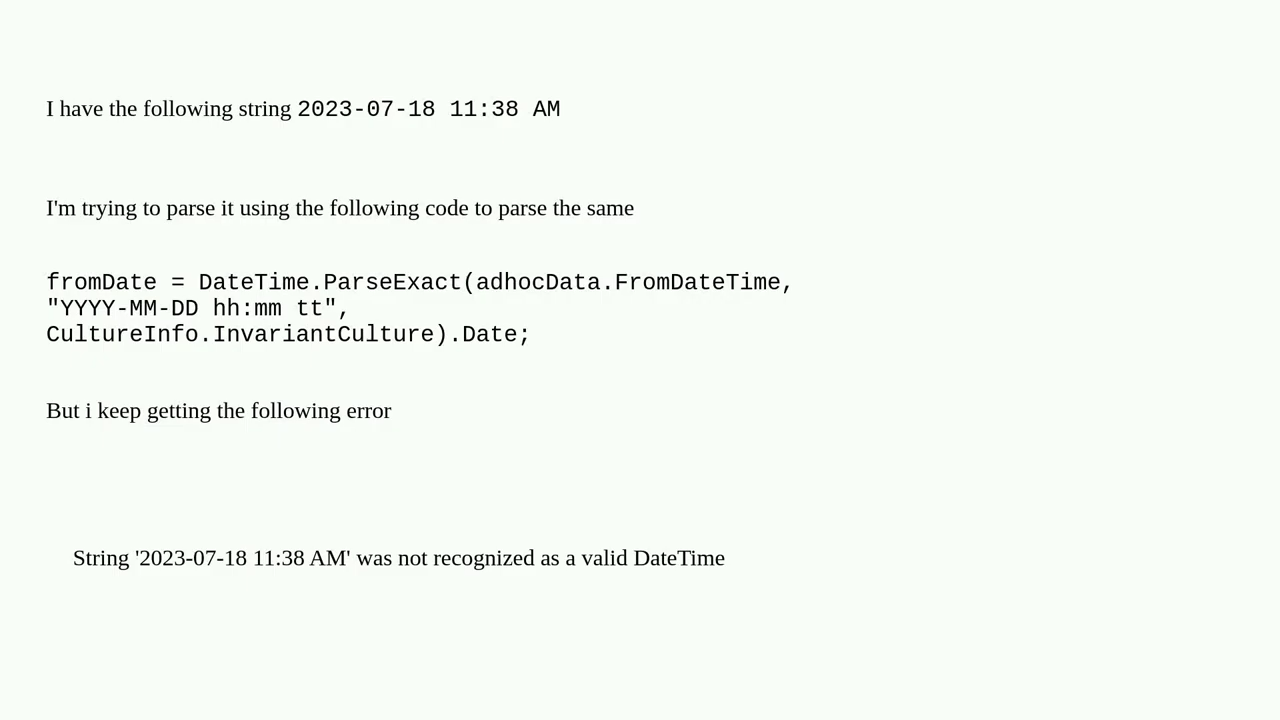 I have the following string 2023-07-18 11:38 AM
I'm trying to parse it using the following code to parse the same
fromDate = DateTime.ParseExact(adhocData.FromDateTime,
"YYYY-MM-DD hh:mm tt",
CultureInfo.InvariantCulture).Date;
But i keep getting the following error
String '2023-07-18 11:38 AM' was not recognized as a valid DateTime